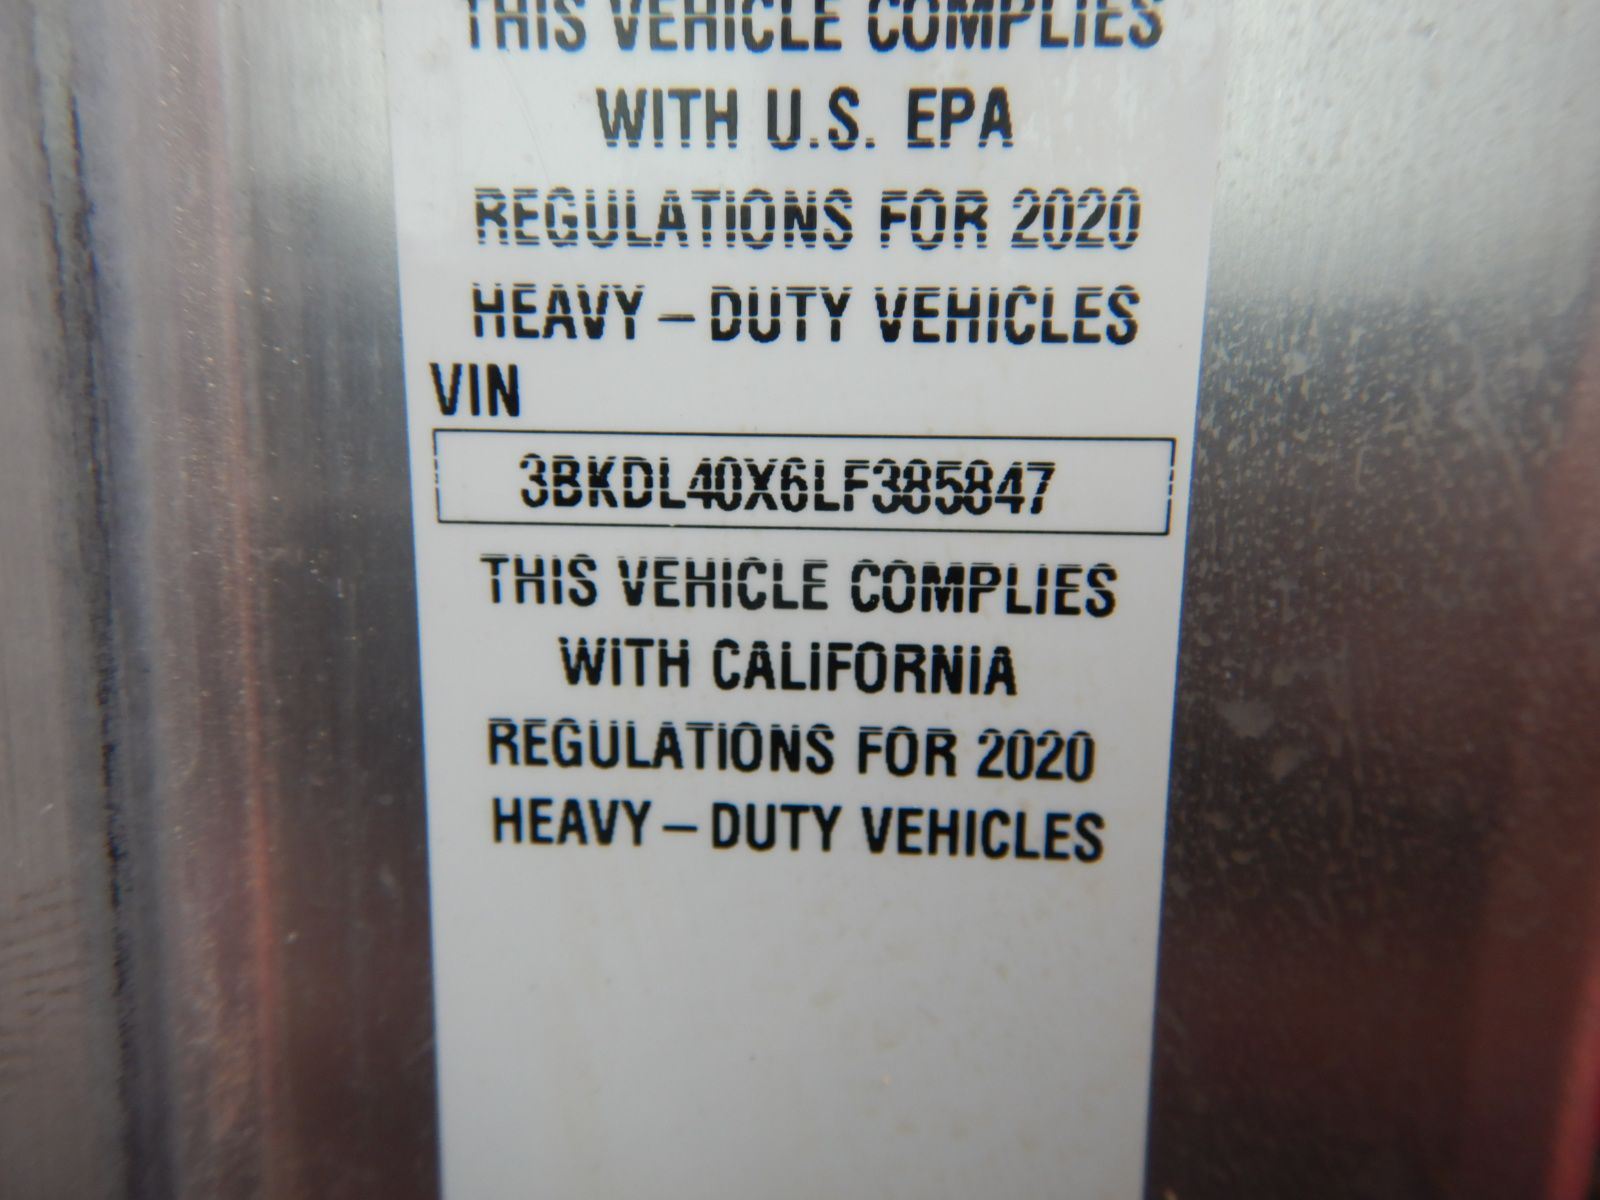 THIS VEHICLE COMPLIES
WITH U.S. EPA
REGULATIONS FOR 2020
HEAVY – DUTY VEHICLES
VIN
3BKDL40X6LF385847
THIS VEHICLE COMPLIES
WITH CALIFORNIA
REGULATIONS FOR 2020
HEAVY – DUTY VEHICLES